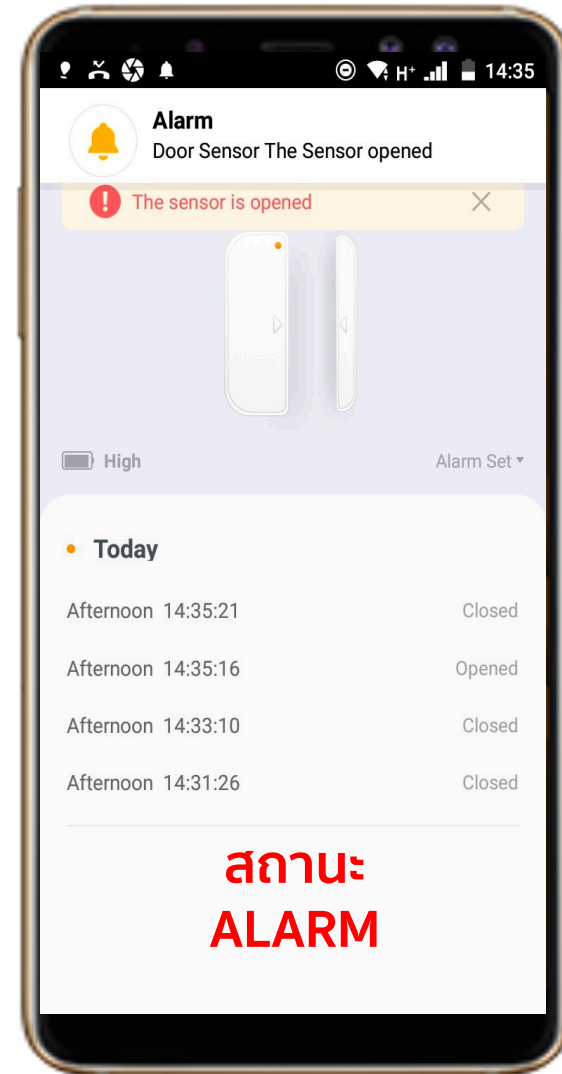 14:35
H+
Alarm
Door Sensor The Sensor opened
The sensor is opened
High
Alarm Set
Today
Afternoon 14:35:21 Closed
Afternoon 14:35:16 Opened
Afternoon 14:33:10 Closed
Afternoon 14:31:26 Closed
สถานะ
ALARM